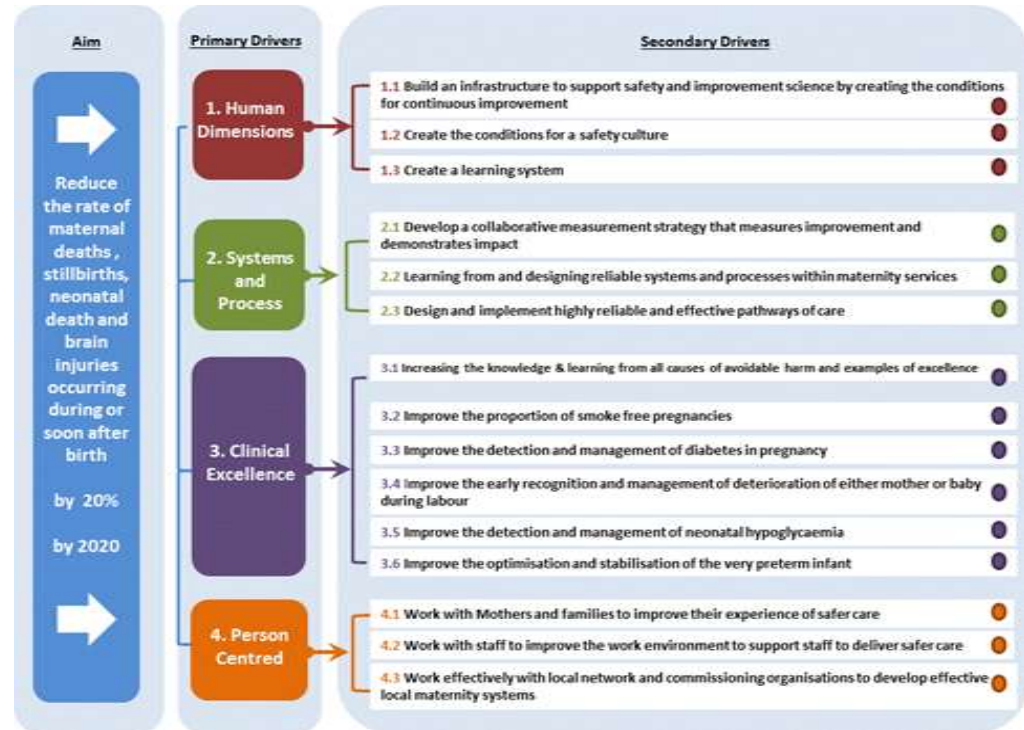 Aim
Reduce
the rate of
maternal
deaths ,
stillbirths,
neonatal
death and
brain
injuries
occurring
during or
soon after
birth
by 20%
by 2020
Primary Drivers
1. Human
Dimensions
2. Systems
and
Process
3. Clinical
Excellence
4. Person
Centred
Secondary Drivers
1.1 Build an infrastructure to support safety and improvement science by creating the conditions
for continuous improvement
1.2 Create the conditions for a safety culture
1.3 Create a learning system
2.1 Develop a collaborative measurement strategy that measures improvement and
demonstrates impact
2.2 Learning from and designing reliable systems and processes within maternity services
2.3 Design and implement highly reliable and effective pathways of care
3.1 Increasing the knowledge & learning from all causes of avoidable harm and examples of excellence
3.2 Improve the proportion of smoke free pregnancies
3.3 Improve the detection and management of diabetes in pregnancy
3.4 Improve the early recognition and management of deterioration of either mother or baby
during labour
3.5 Improve the detection and management of neonatal hypoglycaemia
3.6 Improve the optimisation and stabilisation of the very preterm infant
4.1 Work with Mothers and families to improve their experience of safer care
4.2 Work with staff to improve the work environment to support staff to deliver safer care
4.3 Work effectively with local network and commissioning organisations to develop effective
local maternity systems